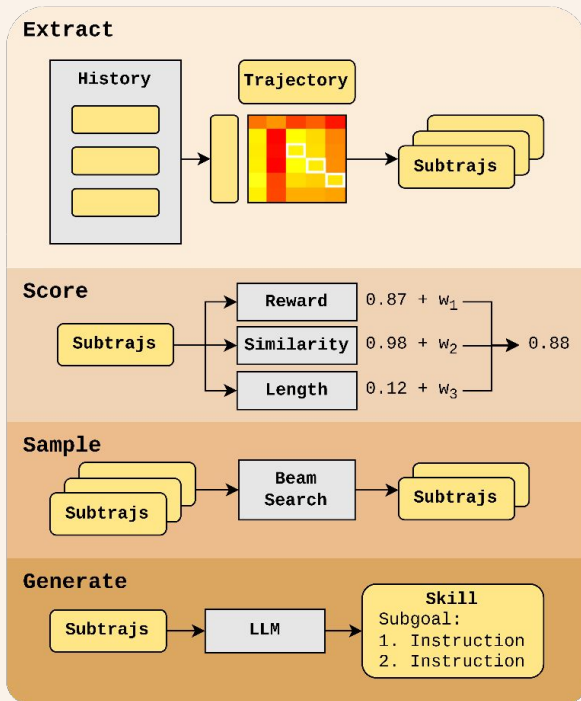 Extract
History
Trajectory
Subtrajs
Score
Subtrajs
Reward
0.87 + w₁
Similarity
0.98 + w₂
0.88
Length
0.12 + w₃
Sample
Subtrajs
Beam
Search
Subtrajs
Generate
Subtrajs
LLM
Skill
Subgoal:
1. Instruction
2. Instruction